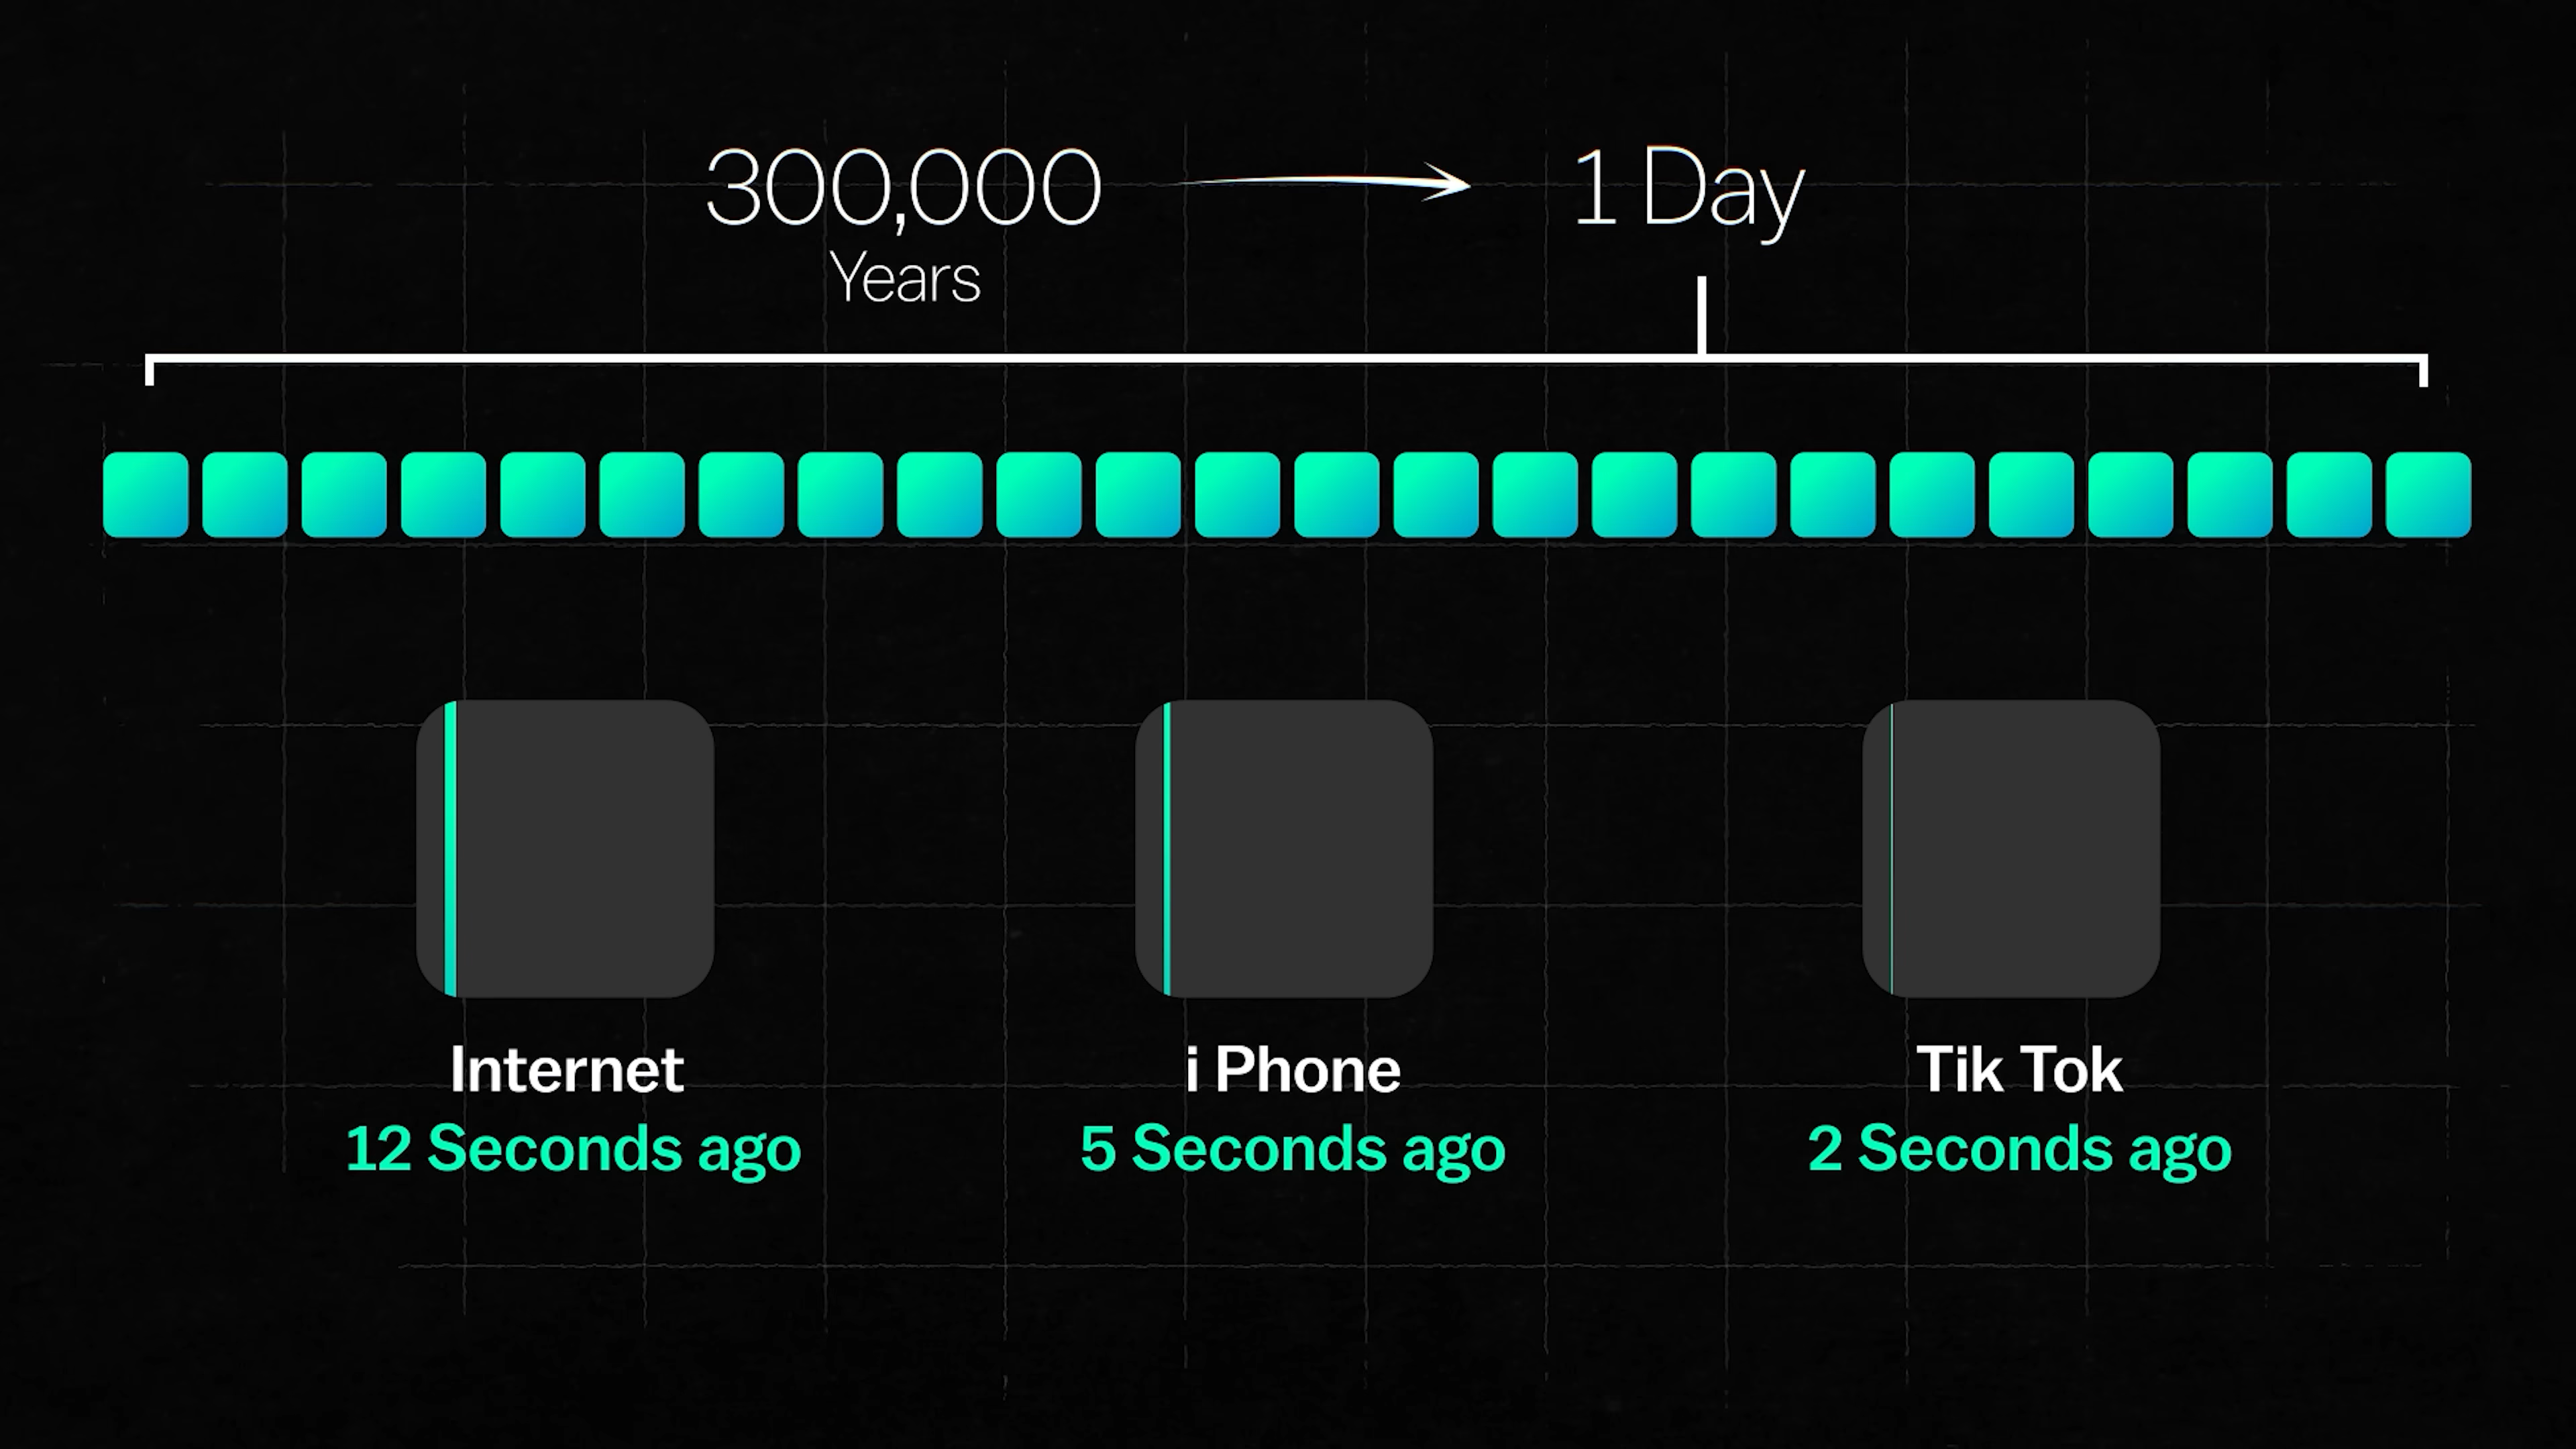 300,000
Years
1 Day
Internet
12 Seconds ago
i Phone
5 Seconds ago
Tik Tok
2 Seconds ago